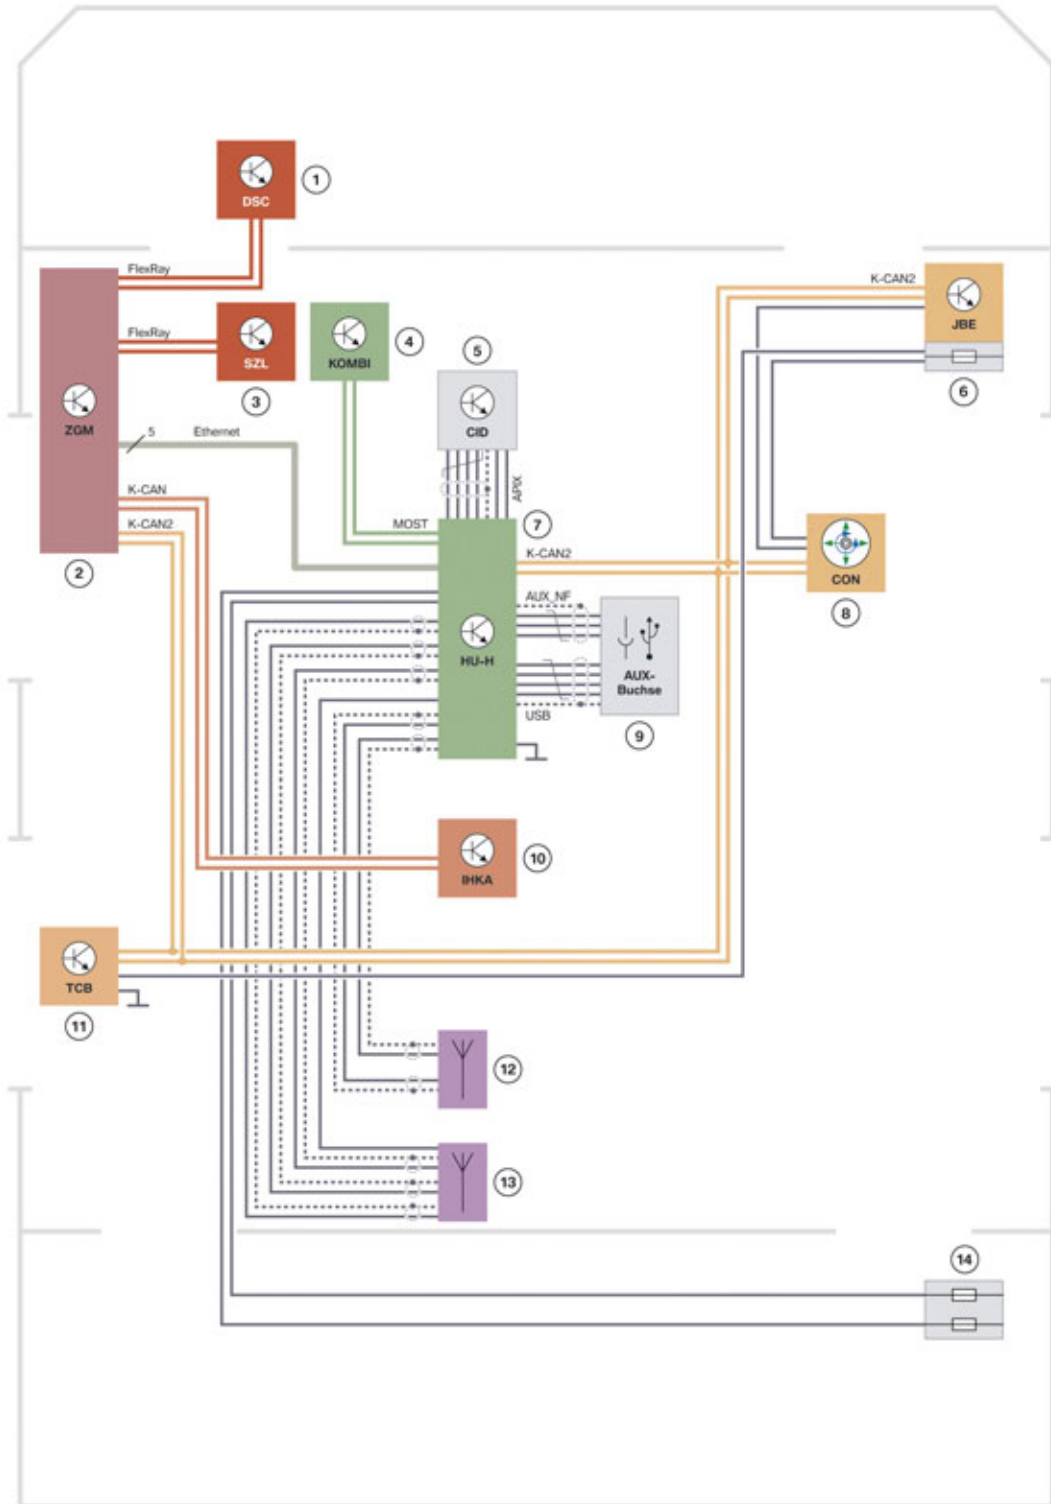 1
DSC
FlexRay
K-CAN2
JBE
FlexRay
SZL
KOMBI
4
5
3
6
ZGM
CID
5
Ethernet
APIX
K-CAN
K-CAN2
MOST
7
K-CAN2
2
CON
8
AUX_NF
HU-H
AUX-
Buchse
USB
9
IHKA
10
TCB
11
12
13
14